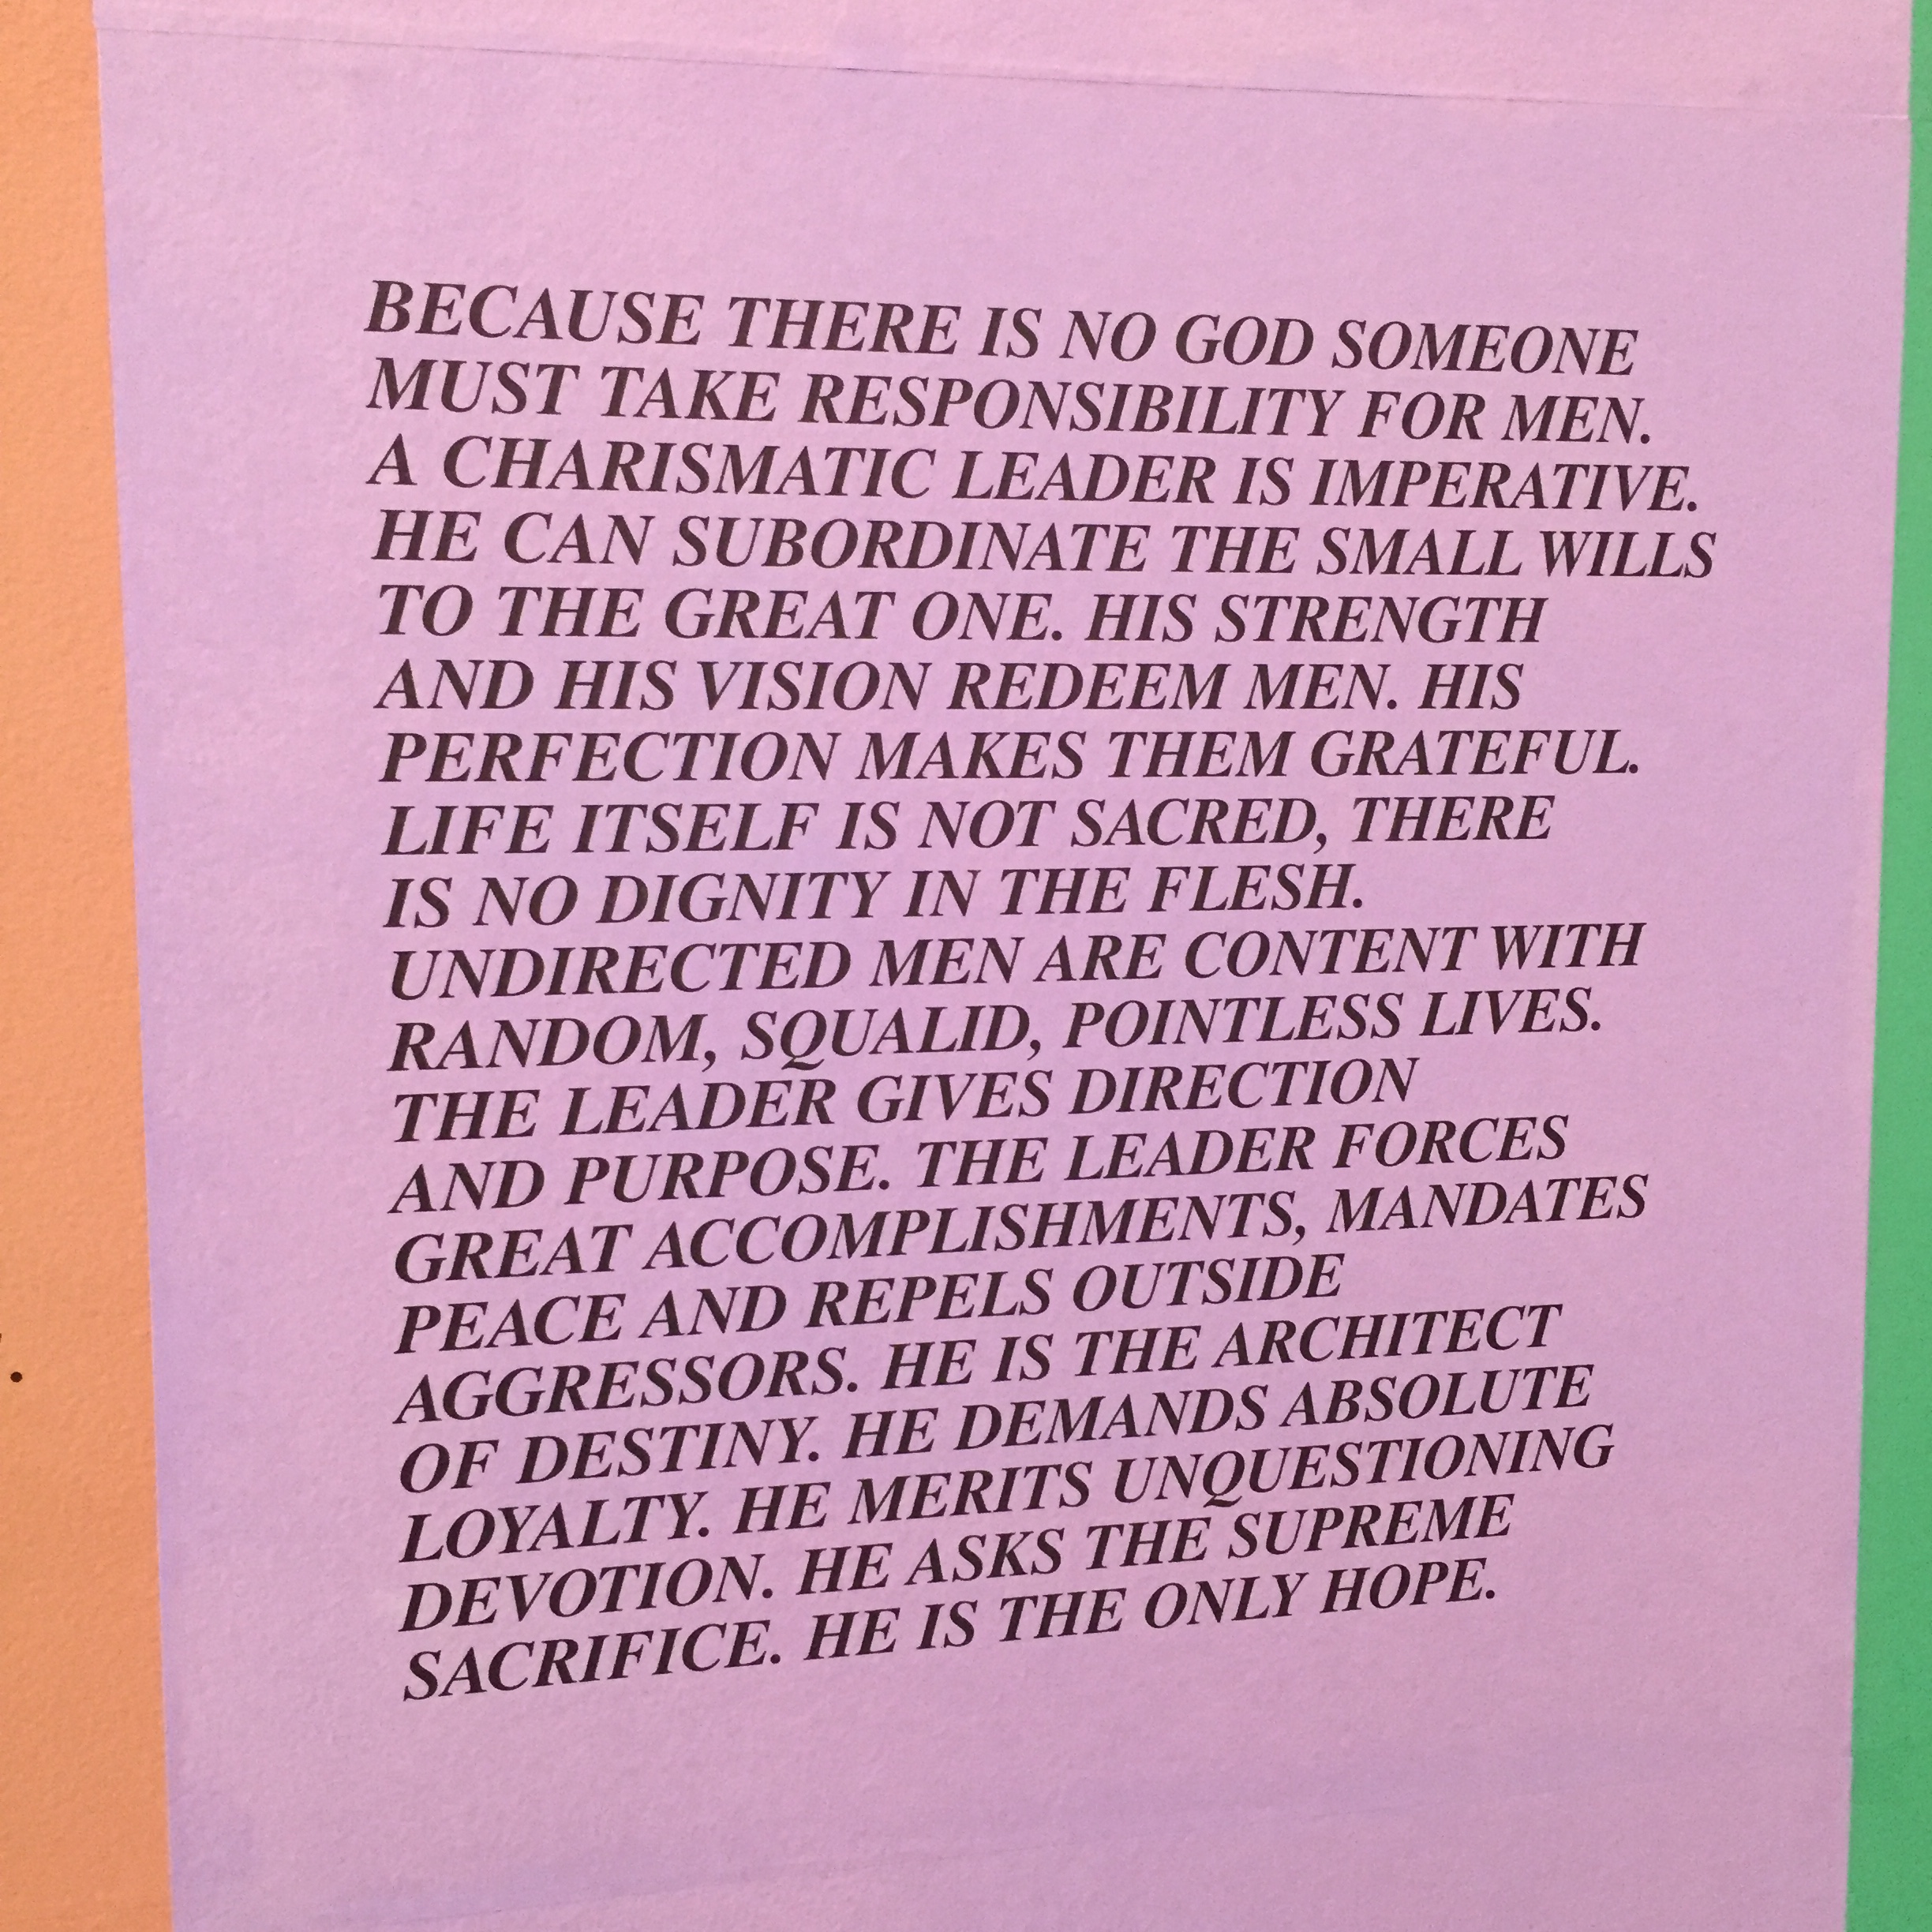 BECAUSE THERE IS NO GOD SOMEONE
MUST TAKE RESPONSIBILITY FOR MEN.
A CHARISMATIC LEADER IS IMPERATIVE.
HE CAN SUBORDINATE THE SMALL WILLS
TO THE GREAT ONE. HIS STRENGTH
AND HIS VISION REDEEM MEN. HIS
PERFECTION MAKES THEM GRATEFUL.
LIFE ITSELF IS NOT SACRED, THERE
IS NO DIGNITY IN THE FLESH.
UNDIRECTED MEN ARE CONTENT WITH
RANDOM, SQUALID, POINTLESS LIVES.
THE LEADER GIVES DIRECTION
AND PURPOSE. THE LEADER FORCES
GREAT ACCOMPLISHMENTS, MANDATES
PEACE AND REPELS OUTSIDE
AGGRESSORS. HE IS THE ARCHITECT
OF DESTINY. HE DEMANDS ABSOLUTE
LOYALTY. HE MERITS UNQUESTIONING
DEVOTION. HE ASKS THE SUPREME
SACRIFICE. HE IS THE ONLY HOPE.